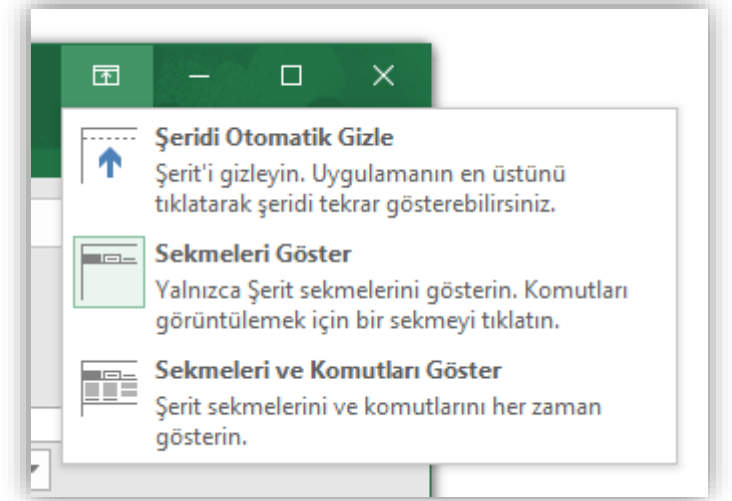 Şeridi Otomatik Gizle
Şerit'i gizleyin. Uygulamanın en üstünü
tıklatarak şeridi tekrar gösterebilirsiniz.
Sekmeleri Göster
Yalnızca Şerit sekmelerini gösterin. Komutları
görüntülemek için bir sekmeyi tıklatın.
Sekmeleri ve Komutları Göster
Şerit sekmelerini ve komutlarını her zaman
gösterin.